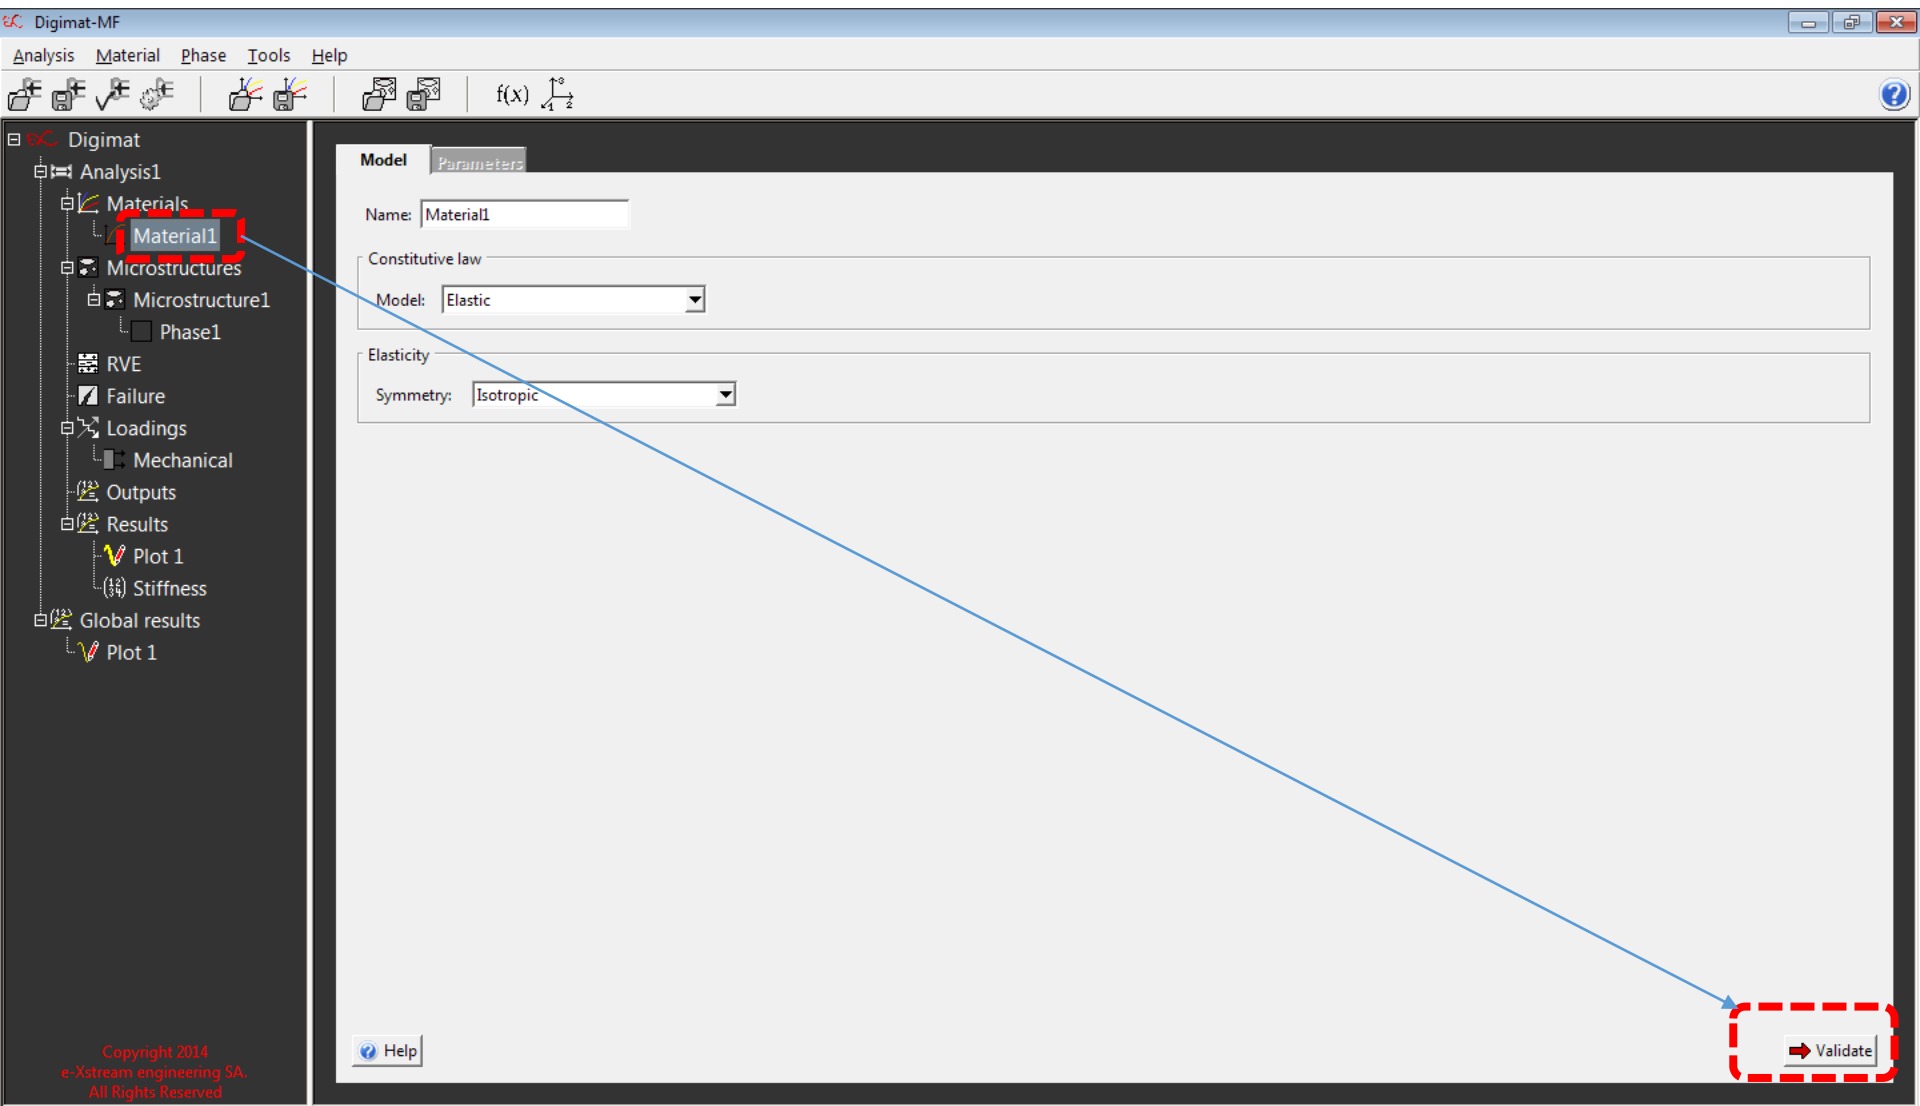 Digimat-MF
Analysis Material Phase Tools Help
f(x)
Digimat
Analysis1
Materials
Material1
Microstructures
Microstructure1
Phase1
RVE
Failure
Loadings
Mechanical
Outputs
Results
Plot 1
Stiffness
Global results
Plot 1
Copyright 2014
e-Xstream engineering SA.
All Rights Reserved
Model Parameters
Name: Material1
Constitutive law
Model: Elastic
Elasticity
Symmetry: Isotropic
Help
Validate